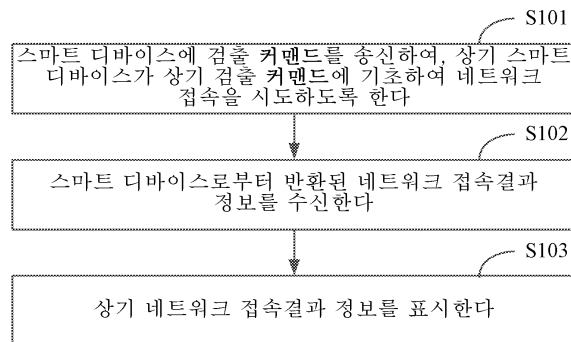 S101
스마트 디바이스에 검출 커맨드를 송신하여, 상기 스마트
디바이스가 상기 검출 커맨드에 기초하여 네트워크
접속을 시도하도록 한다
S102
스마트 디바이스로부터 반환된 네트워크 접속결과
정보를 수신한다
S103
상기 네트워크 접속결과 정보를 표시한다